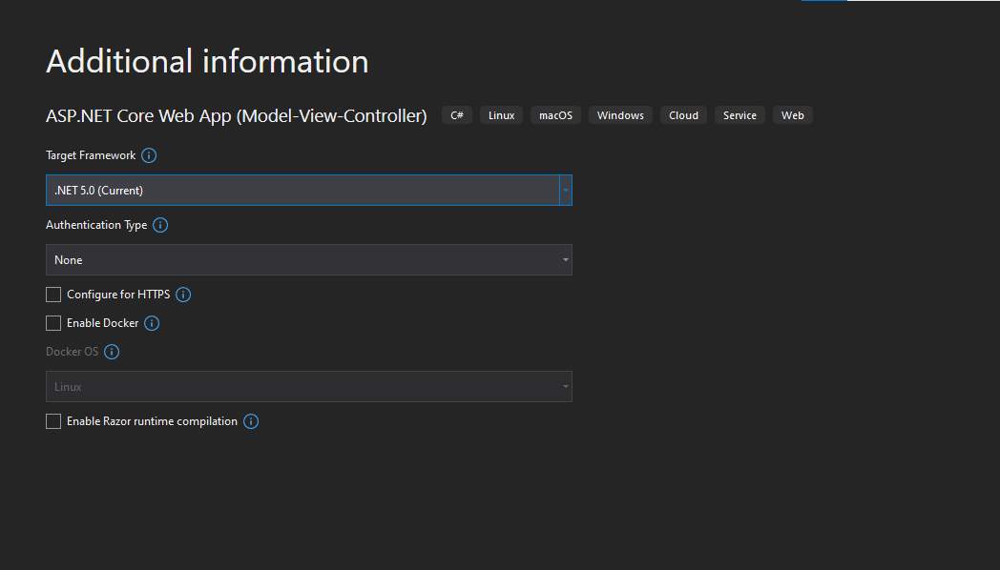 Additional information
ASP.NET Core Web App (Model-View-Controller) C# Linux macOS Windows Cloud Service Web
Target Framework
.NET 5.0 (Current)
Authentication Type
None
Configure for HTTPS
Enable Docker
Docker OS
Linux
Enable Razor runtime compilation